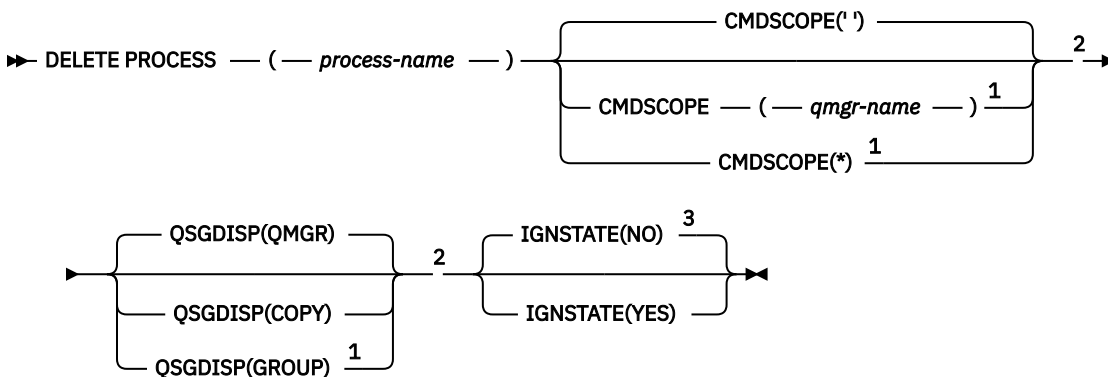 CMDSCOPE(' ')
DELETE PROCESS ( process-name ) 2
CMDSCOPE ( qmgr-name ) 1
CMDSCOPE(*) 1
QSGDISP(QMGR) IGNSTATE(NO) 3
2
QSGDISP(COPY) IGNSTATE(YES)
QSGDISP(GROUP) 1